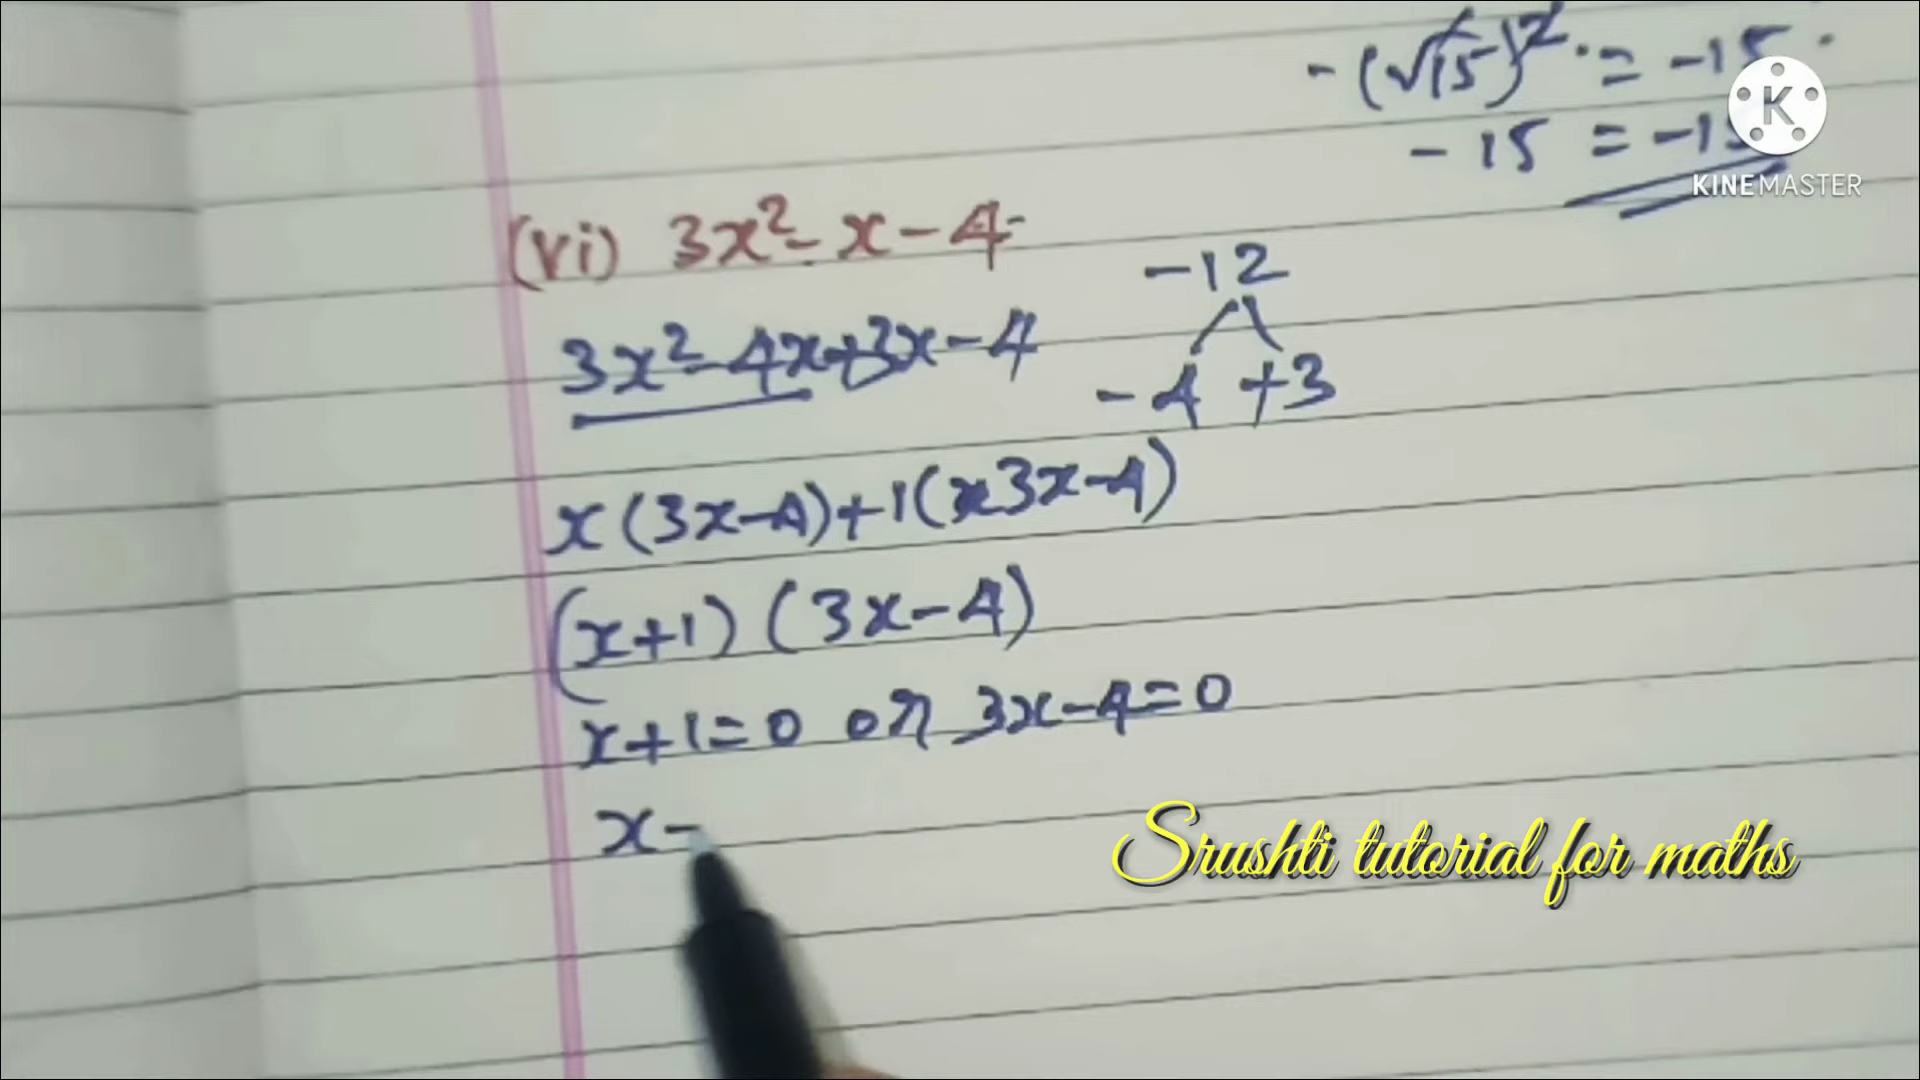 -(√15)² = -15
-15 = -15
KINEMASTER
(vi) 3x² - x - 4
-12
3x² - 4x + 3x - 4
-4 +3
x(3x-4)+1(x3x-4)
(x+1) (3x-4)
x+1=0 or 3x-4=0
x=
Srushti tutorial for maths